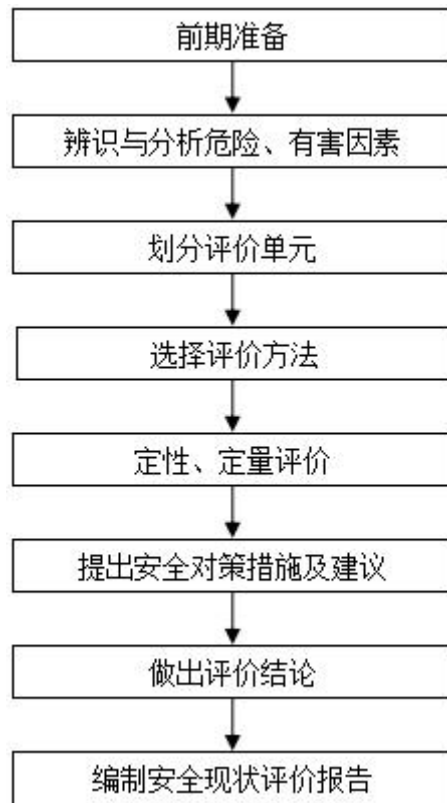 前期准备
辨识与分析危险、有害因素
划分评价单元
选择评价方法
定性、定量评价
提出安全对策措施及建议
做出评价结论
编制安全现状评价报告